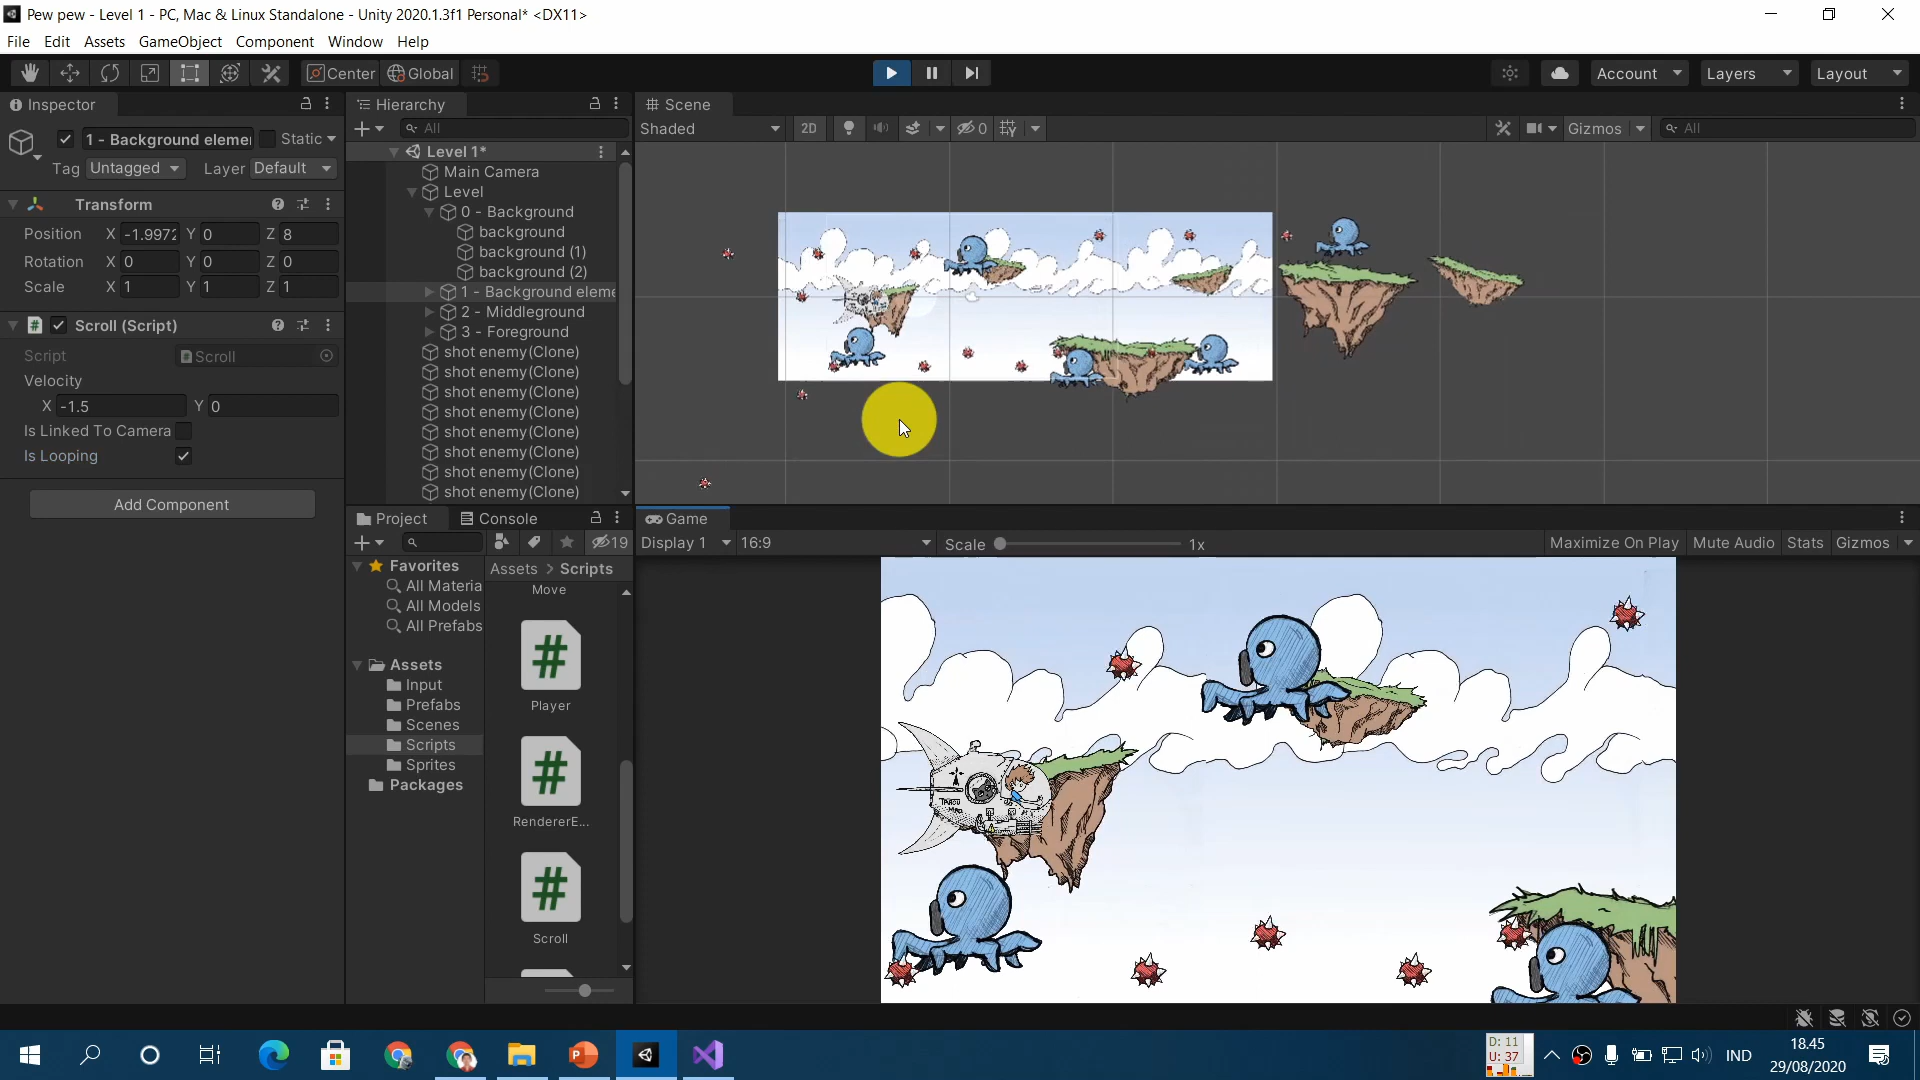 Pew pew - Level 1 - PC, Mac & Linux Standalone - Unity 2020.1.3f1 Personal* <DX11>
File Edit Assets GameObject Component Window Help
Center Global
Account Layers Layout
Inspector
1 - Background elemer Static
Tag Untagged Layer Default
Transform
Position X -1.9972 Y 0 Z 8
Rotation X 0 Y 0 Z 0
Scale X 1 Y 1 Z 1
Scroll (Script)
Script Scroll
Velocity
X -1.5 Y 0
Is Linked To Camera
Is Looping
Add Component
Hierarchy
All
Level 1*
Main Camera
Level
0 - Background
background
background (1)
background (2)
1 - Background eleme
2 - Middleground
3 - Foreground
shot enemy(Clone)
shot enemy(Clone)
shot enemy(Clone)
shot enemy(Clone)
shot enemy(Clone)
shot enemy(Clone)
shot enemy(Clone)
shot enemy(Clone)
Scene
Shaded 2D 0 Gizmos All
Project Console
19
Favorites
All Materia
All Models
All Prefabs
Assets
Input
Prefabs
Scenes
Scripts
Sprites
Packages
Assets > Scripts
Move
Player
RendererE...
Scroll
Game
Display 1 16:9 Scale 1x Maximize On Play Mute Audio Stats Gizmos
D: 11
U: 37
IND
18.45
29/08/2020